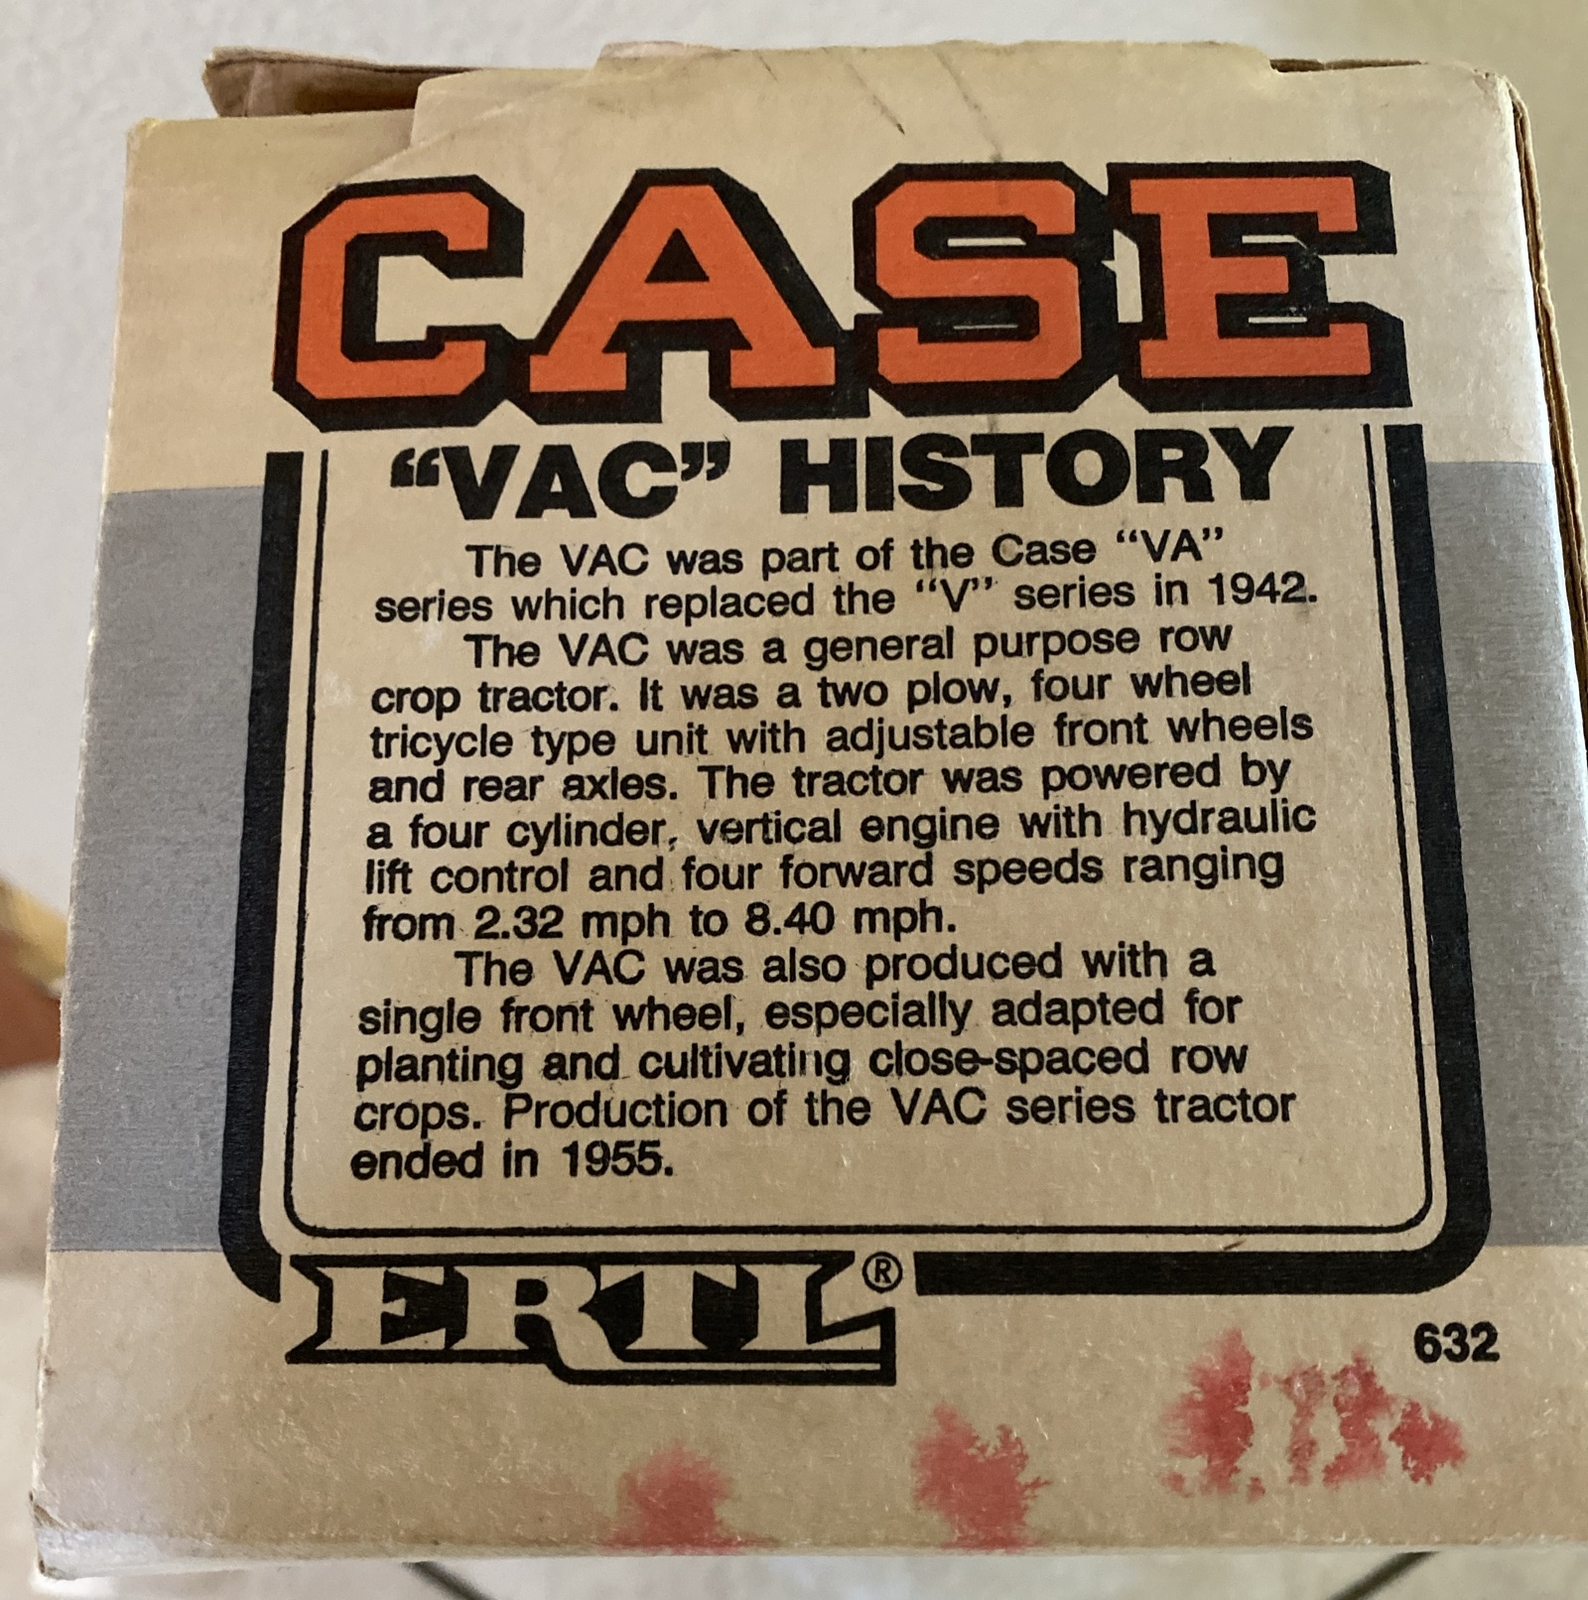 CASE
“VAC” HISTORY
The VAC was part of the Case “VA”
series which replaced the “V” series in 1942.
The VAC was a general purpose row
crop tractor. It was a two plow, four wheel
tricycle type unit with adjustable front wheels
and rear axles. The tractor was powered by
a four cylinder, vertical engine with hydraulic
lift control and four forward speeds ranging
from 2.32 mph to 8.40 mph.
The VAC was also produced with a
single front wheel, especially adapted for
planting and cultivating close-spaced row
crops. Production of the VAC series tractor
ended in 1955.
ERTL®
632